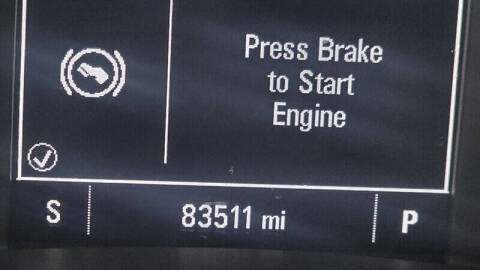 Press Brake
to Start
Engine
S 83511 mi P